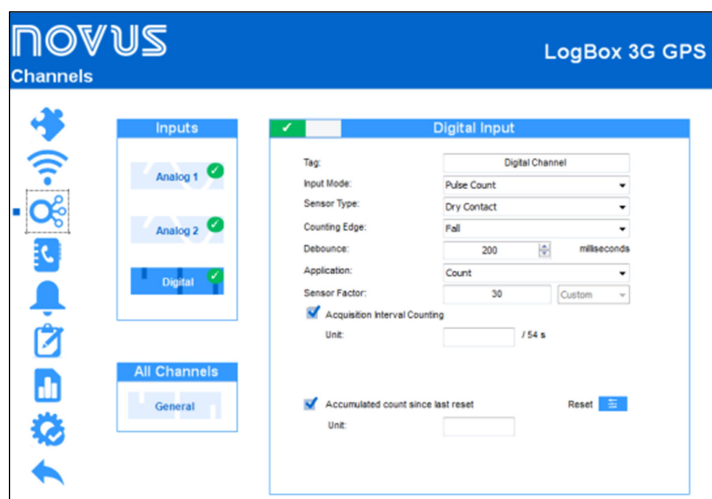 NOVUS
LogBox 3G GPS
Channels
Inputs
Analog 1
Analog 2
Digital
All Channels
General
Digital Input
Tag: Digital Channel
Input Mode: Pulse Count
Sensor Type: Dry Contact
Counting Edge: Fall
Debounce: 200 milliseconds
Application: Count
Sensor Factor: 30 Custom
Acquisition Interval Counting
Unit: / 54 s
Accumulated count since last reset Reset
Unit: